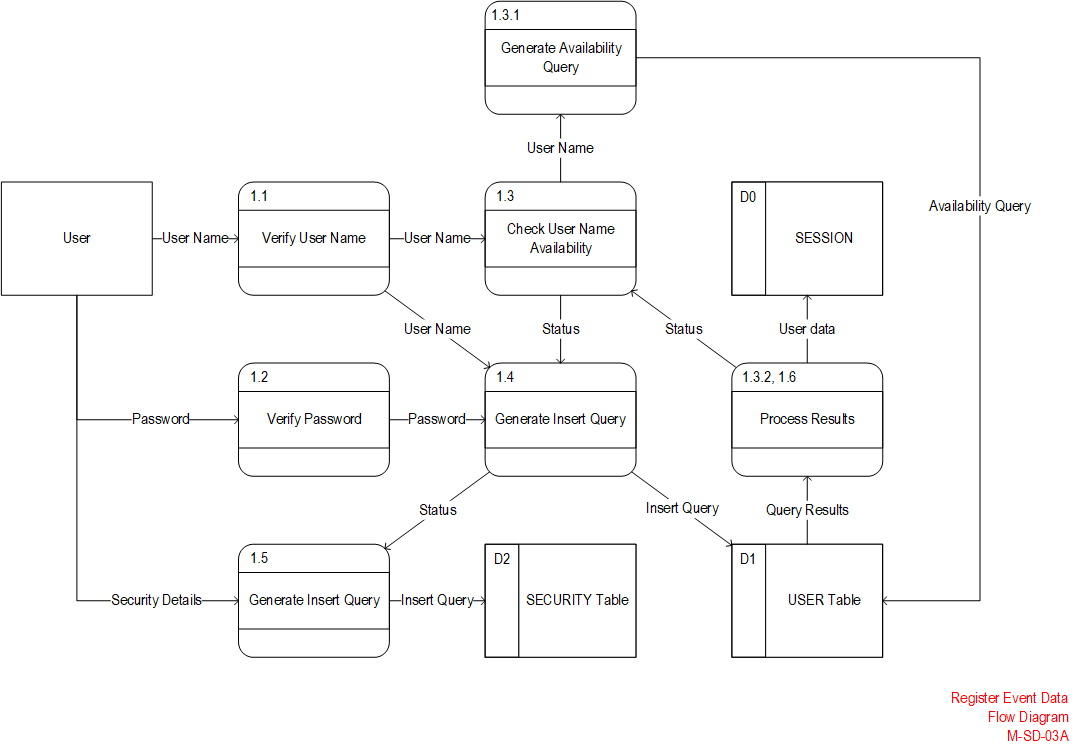 1.3.1
Generate Availability
Query
User Name
Availability Query
User
User Name
1.1
Verify User Name
User Name
1.3
Check User Name
Availability
D0
SESSION
User Name
Status
Status
User data
Password
1.2
Verify Password
Password
1.4
Generate Insert Query
1.3.2, 1.6
Process Results
Status
Insert Query
Query Results
Security Details
1.5
Generate Insert Query
Insert Query
D2
SECURITY Table
D1
USER Table
Register Event Data
Flow Diagram
M-SD-03A